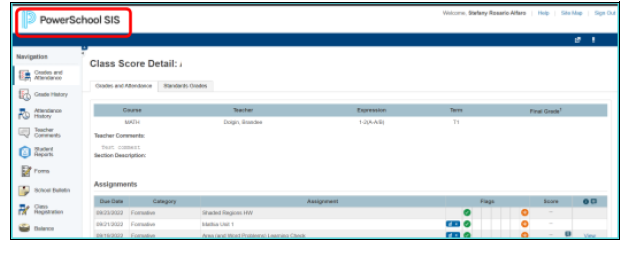 PowerSchool SIS
Welcome, Stefany Rosario Alfaro | Help | Site Map | Sign Out
Navigation
Grades and Attendance
Grade History
Attendance History
Teacher Comments
Student Reports
Forms
School Bulletin
Class Registration
Balance
Class Score Detail:
Grades and Attendance Standards Grades
Course Teacher Expression Term Final Grade
MATH Dolgin, Brandee 1-2(A-A/B) T1
Teacher Comments:
Test comment
Section Description:
Assignments
Due Date Category Assignment Flags Score
09/23/2022 Formative Shaded Regions HW --
09/21/2022 Formative Mathia Unit 1 --
09/19/2022 Formative Area (and Word Problems) Learning Check -- View